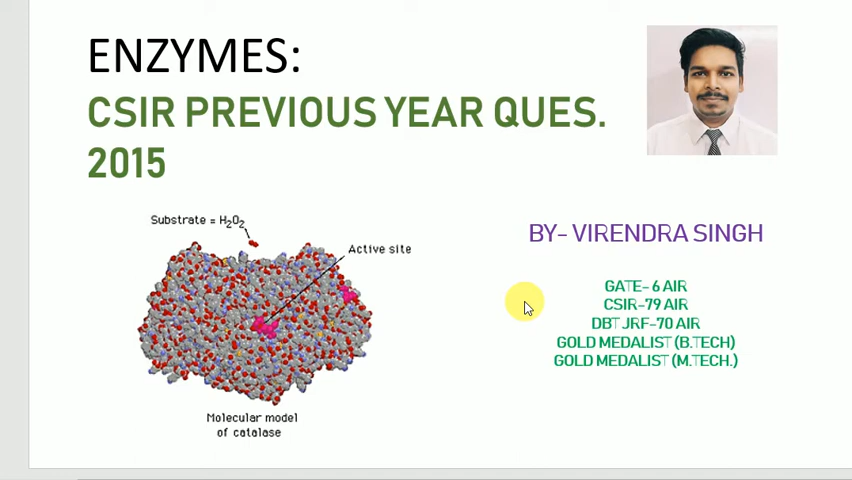 ENZYMES:
CSIR PREVIOUS YEAR QUES.
2015
Substrate = H₂O₂
Active site
Molecular model
of catalase
BY- VIRENDRA SINGH
GATE- 6 AIR
CSIR-79 AIR
DBT JRF-70 AIR
GOLD MEDALIST (B.TECH)
GOLD MEDALIST (M.TECH.)